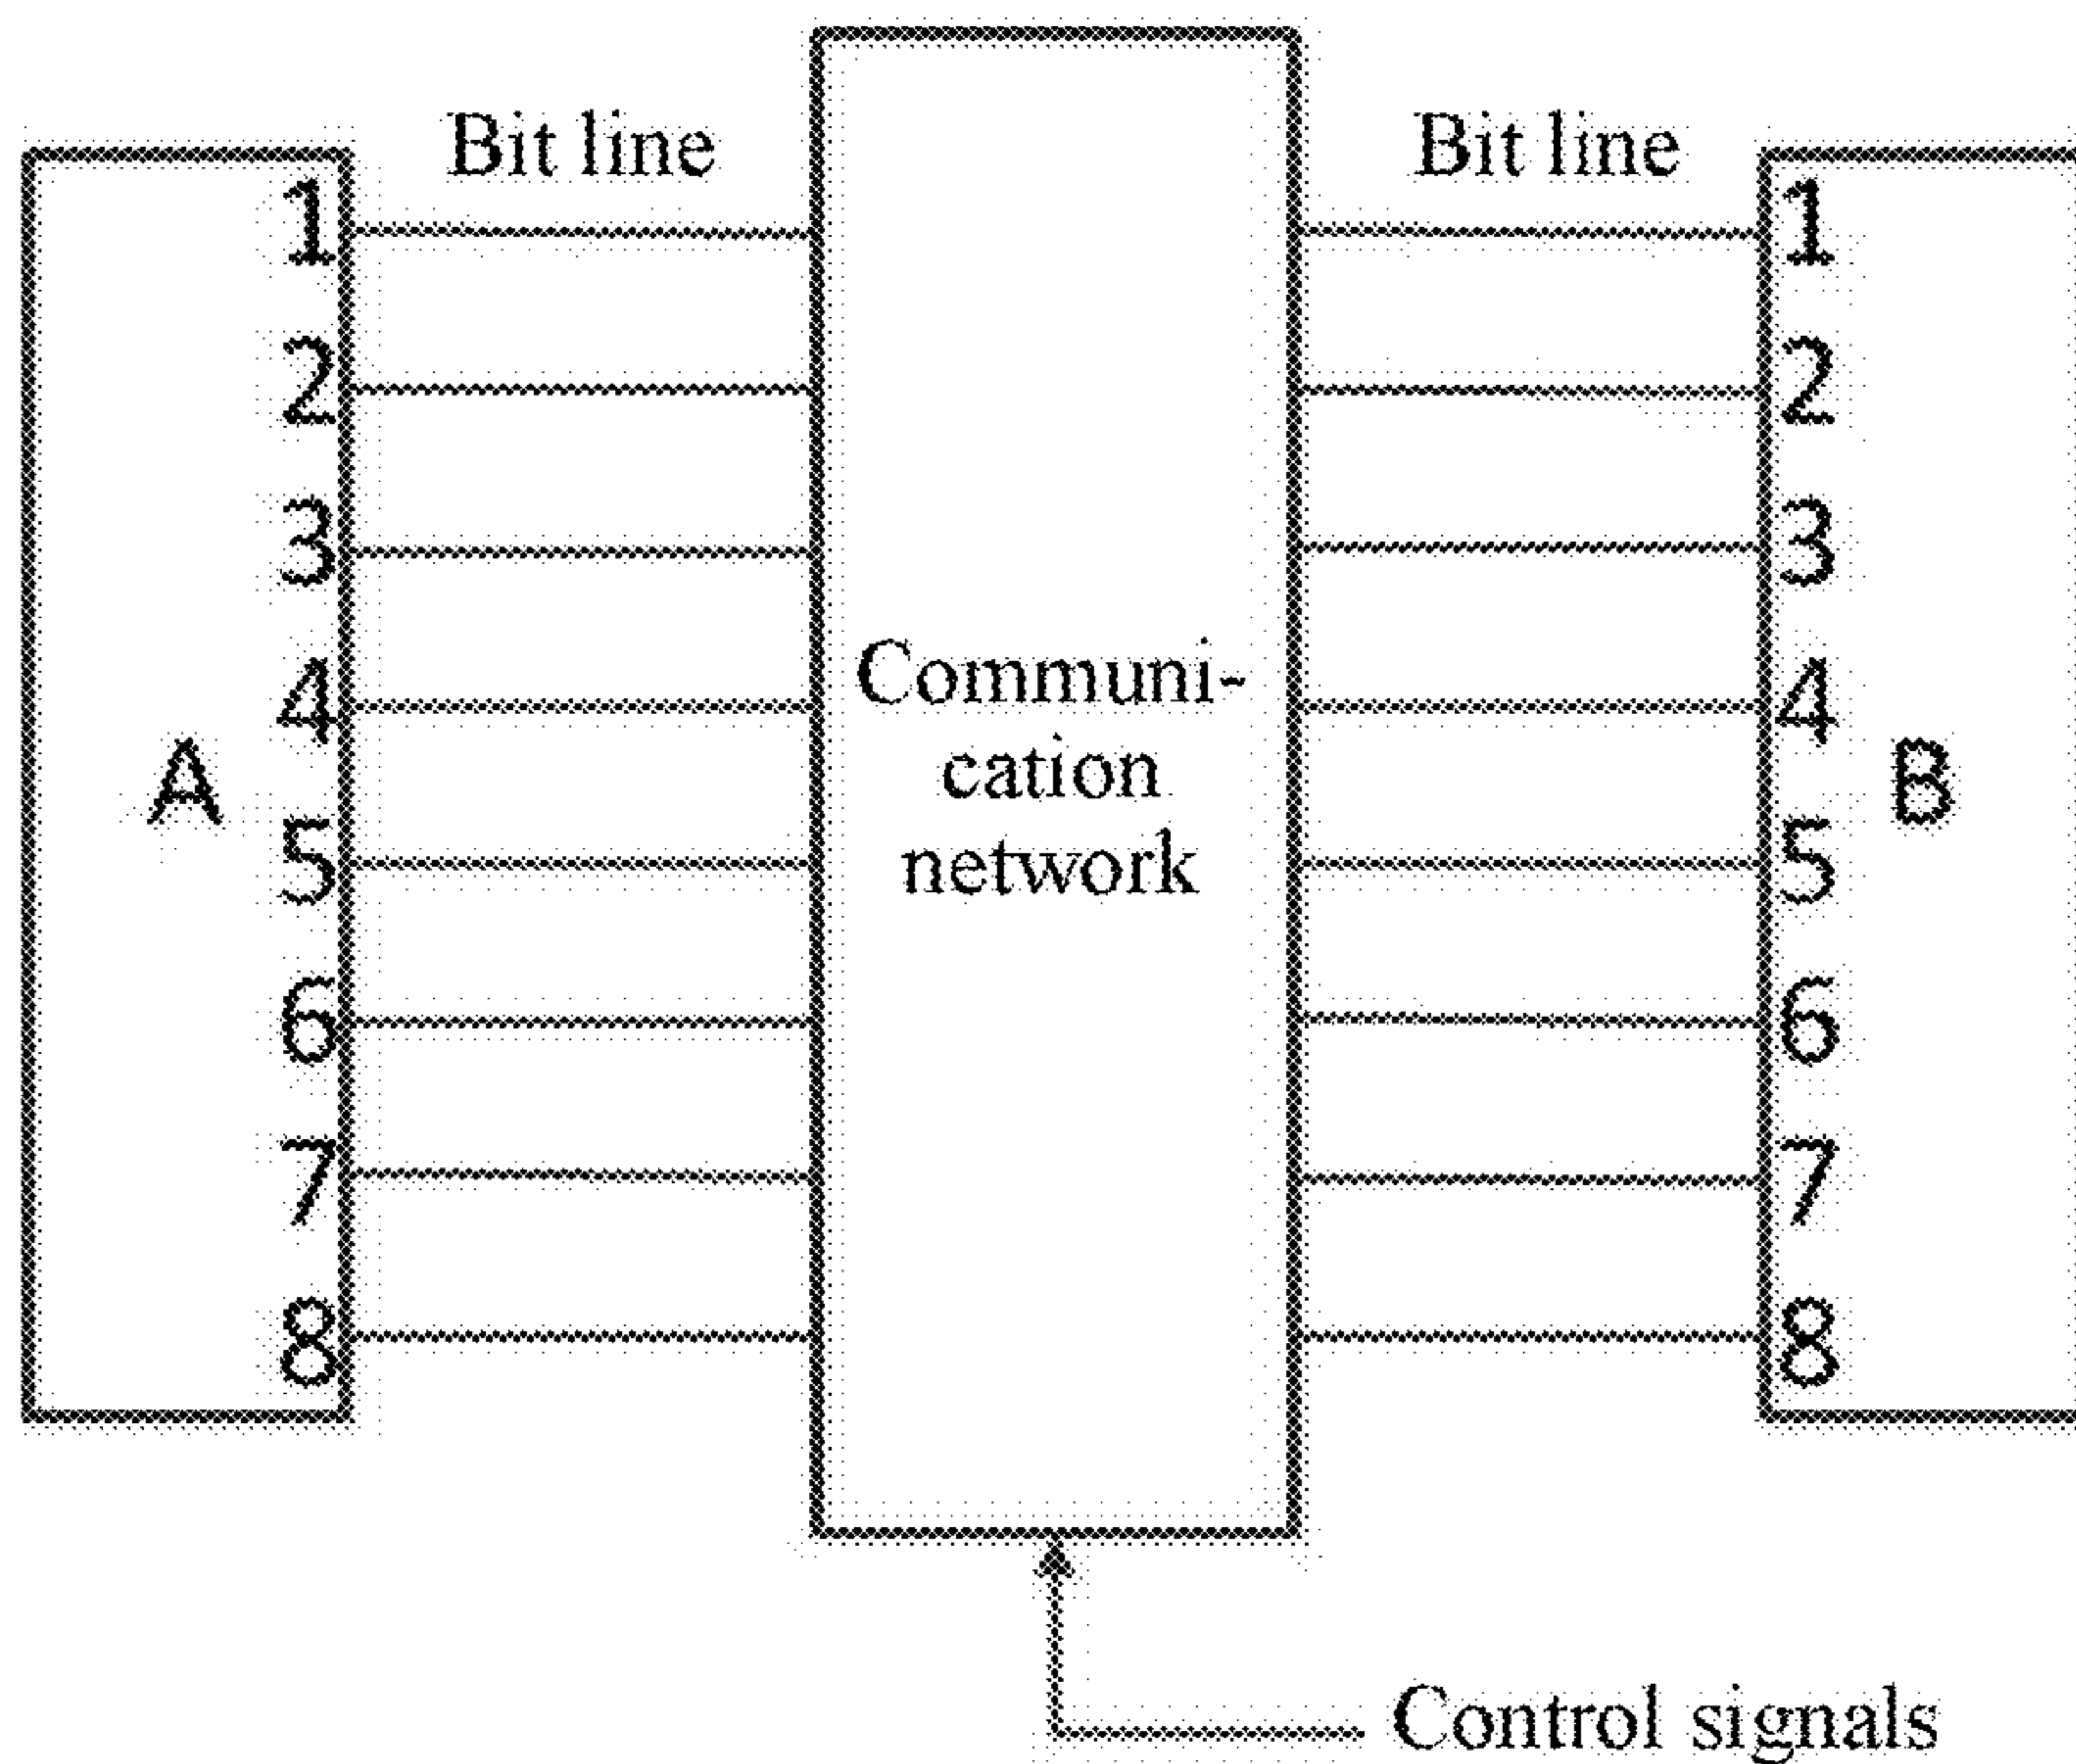 Bit line
Bit line
1
1
2
2
3
3
4
4
Communi-
cation
network
A
B
5
5
6
6
7
7
8
8
Control signals